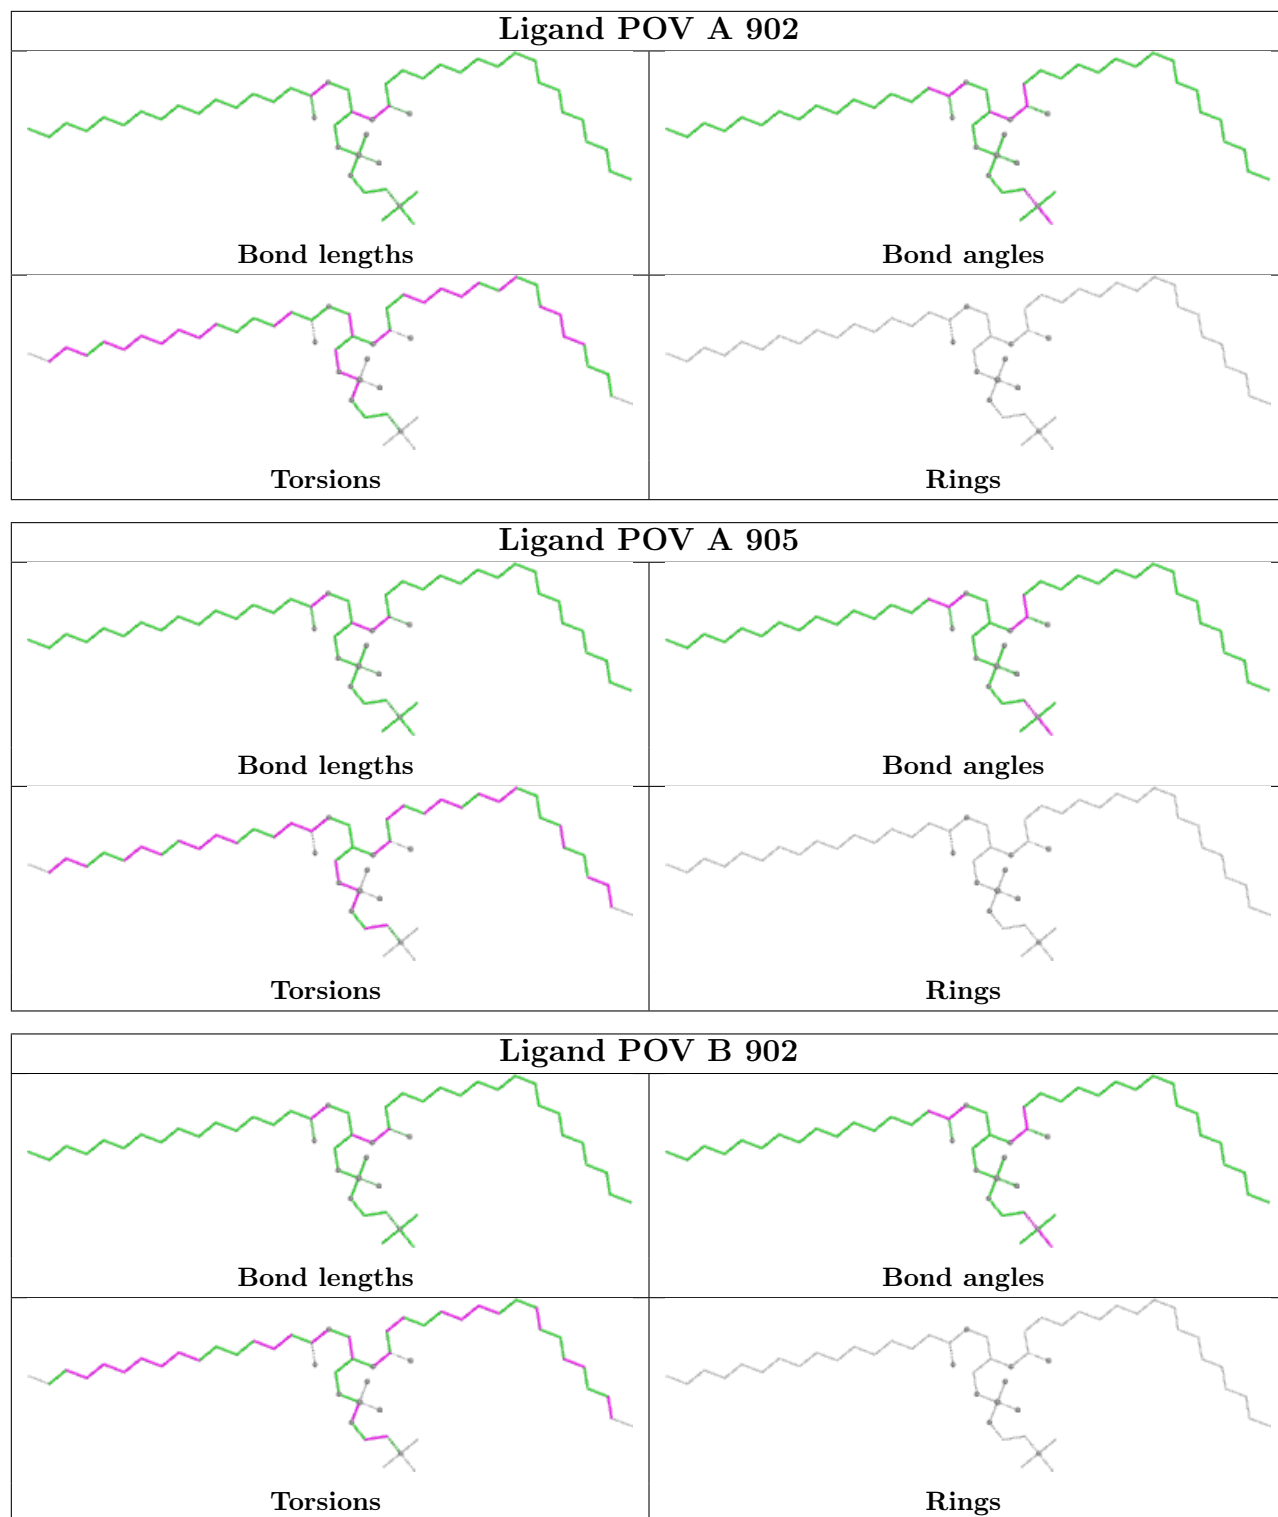 Ligand POV A 902
Bond lengths
Bond angles
Torsions
Rings
Ligand POV A 905
Bond lengths
Bond angles
Torsions
Rings
Ligand POV B 902
Bond lengths
Bond angles
Torsions
Rings